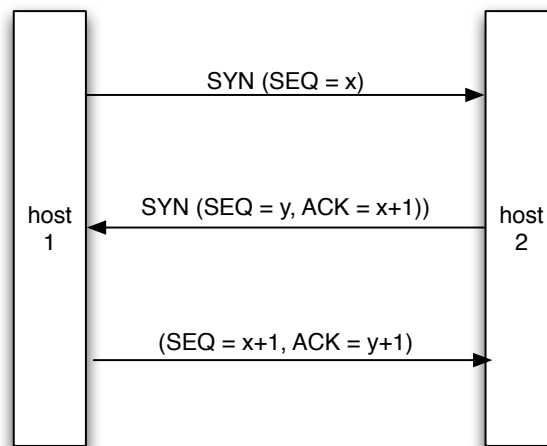 SYN (SEQ = x)
SYN (SEQ = y, ACK = x+1))
host
1
host
2
(SEQ = x+1, ACK = y+1)